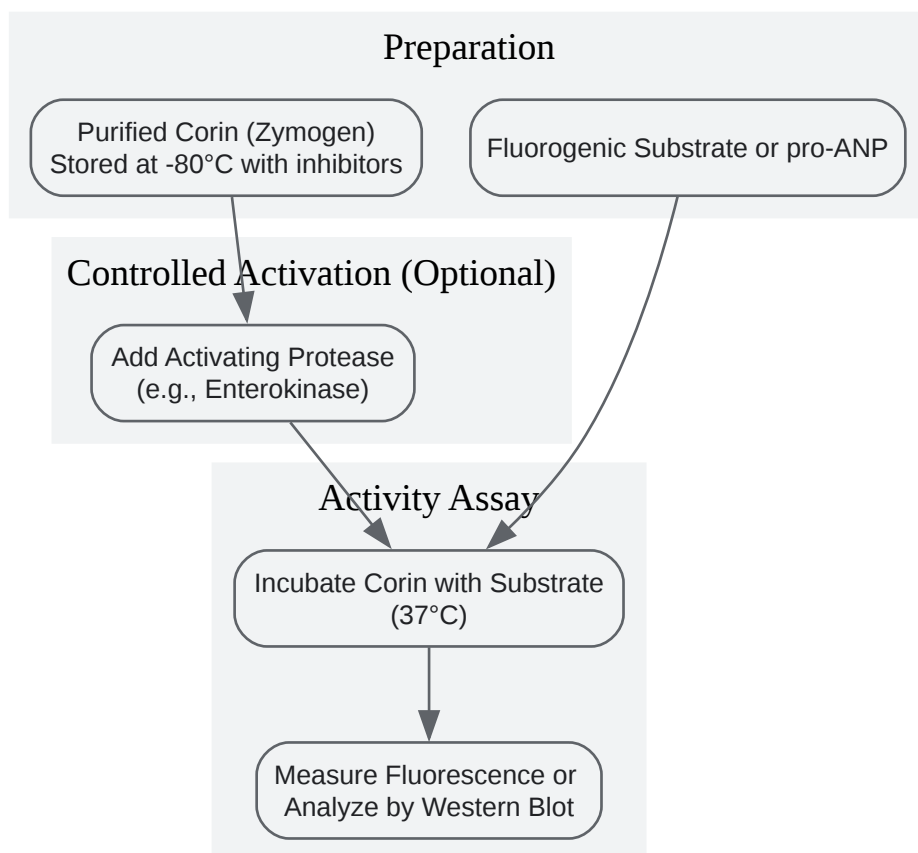 Preparation
Purified Corin (Zymogen)
Stored at -80°C with inhibitors
Fluorogenic Substrate or pro-ANP
Controlled Activation (Optional)
Add Activating Protease
(e.g., Enterokinase)
Activity Assay
Incubate Corin with Substrate
(37°C)
Measure Fluorescence or
Analyze by Western Blot